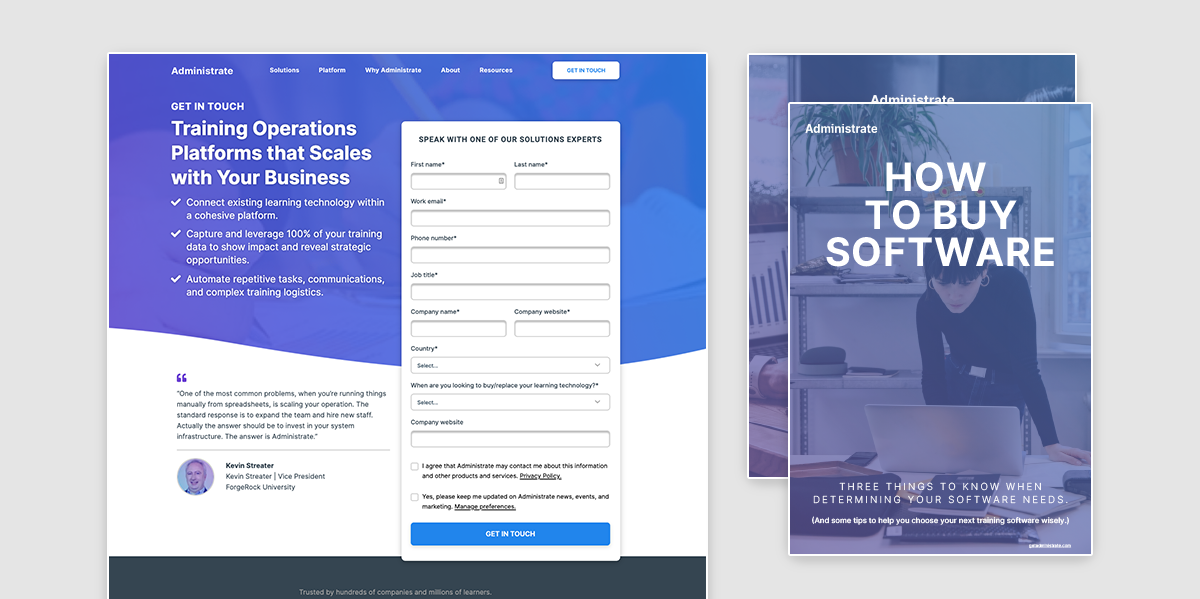 Administrate
Solutions
Platform
Why Administrate
About
Resources
GET IN TOUCH
GET IN TOUCH
Training Operations
Platforms that Scales
with Your Business
Connect existing learning technology within
a cohesive platform.
Capture and leverage 100% of your training
data to show impact and reveal strategic
opportunities.
Automate repetitive tasks, communications,
and complex training logistics.
"One of the most common problems, when you're running things
manually from spreadsheets, is scaling your operation. The
standard response is to expand the team and hire new staff.
Actually the answer should be to invest in your system
infrastructure. The answer is Administrate."
Kevin Streater
Kevin Streater | Vice President
ForgeRock University
SPEAK WITH ONE OF OUR SOLUTIONS EXPERTS
First name*
Last name*
Work email*
Phone number*
Job title*
Company name*
Company website*
Country*
Select...
When are you looking to buy/replace your learning technology?*
Select...
Company website
I agree that Administrate may contact me about this information
and other products and services. Privacy Policy.
Yes, please keep me updated on Administrate news, events, and
marketing. Manage preferences.
GET IN TOUCH
Trusted by hundreds of companies and millions of learners.
Administrate
Administrate
HOW
TO BUY
SOFTWARE
THREE THINGS TO KNOW WHEN
DETERMINING YOUR SOFTWARE NEEDS.
(And some tips to help you choose your next training software wisely.)